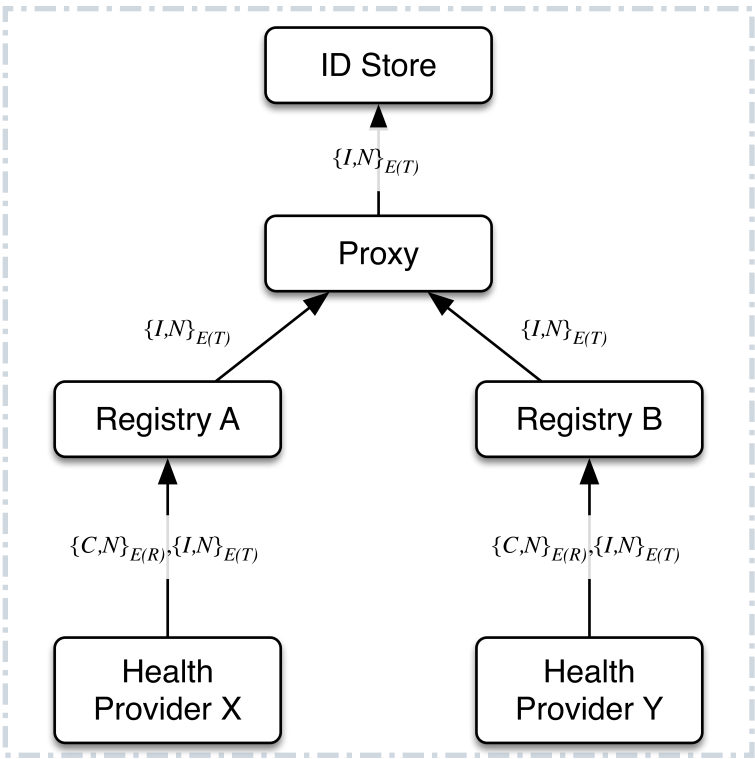 ID Store
{I,N}E(T)
Proxy
{I,N}E(T)
{I,N}E(T)
Registry A
Registry B
{C,N}E(R),{I,N}E(T)
{C,N}E(R),{I,N}E(T)
Health
Provider X
Health
Provider Y